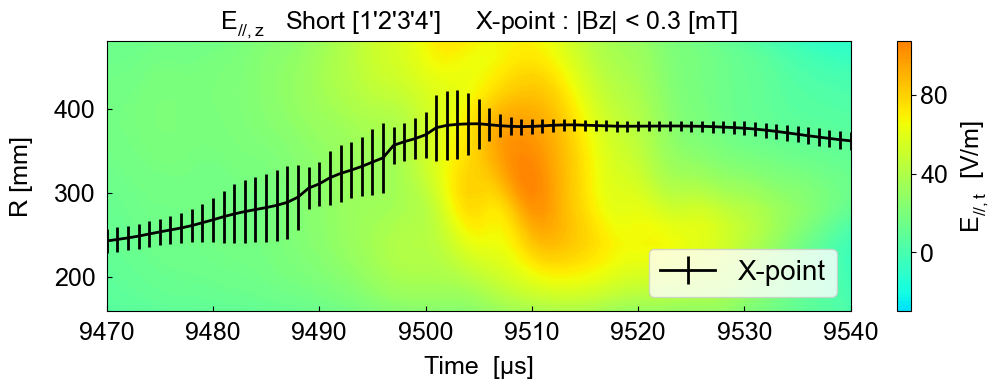 E//, z Short [1'2'3'4'] X-point : |Bz| < 0.3 [mT]
400
300
200
R [mm]
9470 9480 9490 9500 9510 9520 9530 9540
Time [μs]
X-point
80
40
0
E//, t [V/m]